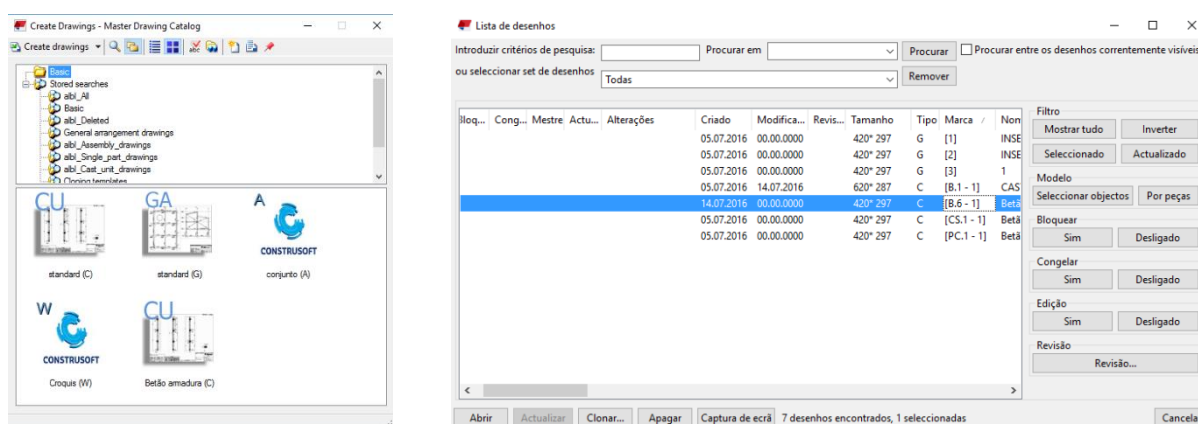 Create Drawings - Master Drawing Catalog
Create drawings
Basic
Stored searches
albl_All
Basic
albl_Deleted
General arrangement drawings
albl_Assembly_drawings
albl_Single_part_drawings
albl_Cast_unit_drawings
Cloning templates
CU
GA
A
CONSTRUSOFT
standard (C)
standard (G)
conjunto (A)
W
CU
CONSTRUSOFT
Croquis (W)
Betão armadura (C)
Lista de desenhos
Introduzir critérios de pesquisa:
Procurar em
Procurar
Procurar entre os desenhos correntemente visíveis
ou seleccionar set de desenhos
Todas
Remover
Bloq... Cong... Mestre Actu... Alterações Criado Modifica... Revis... Tamanho Tipo Marca Nom
05.07.2016 00.00.0000 420* 297 G [1] INSE
05.07.2016 00.00.0000 420* 297 G [2] INSE
05.07.2016 00.00.0000 420* 297 G [3] 1
05.07.2016 14.07.2016 620* 287 C [B.1 - 1] CAS
14.07.2016 00.00.0000 420* 297 C [B.6 - 1] Betã
05.07.2016 00.00.0000 420* 297 C [CS.1 - 1] Betã
05.07.2016 00.00.0000 420* 297 C [PC.1 - 1] Betã
Filtro
Mostrar tudo Inverter
Seleccionado Actualizado
Modelo
Seleccionar objectos Por peças
Bloquear
Sim Desligado
Congelar
Sim Desligado
Edição
Sim Desligado
Revisão
Revisão...
Abrir Actualizar Clonar... Apagar Captura de ecrã 7 desenhos encontrados, 1 seleccionadas Cancela